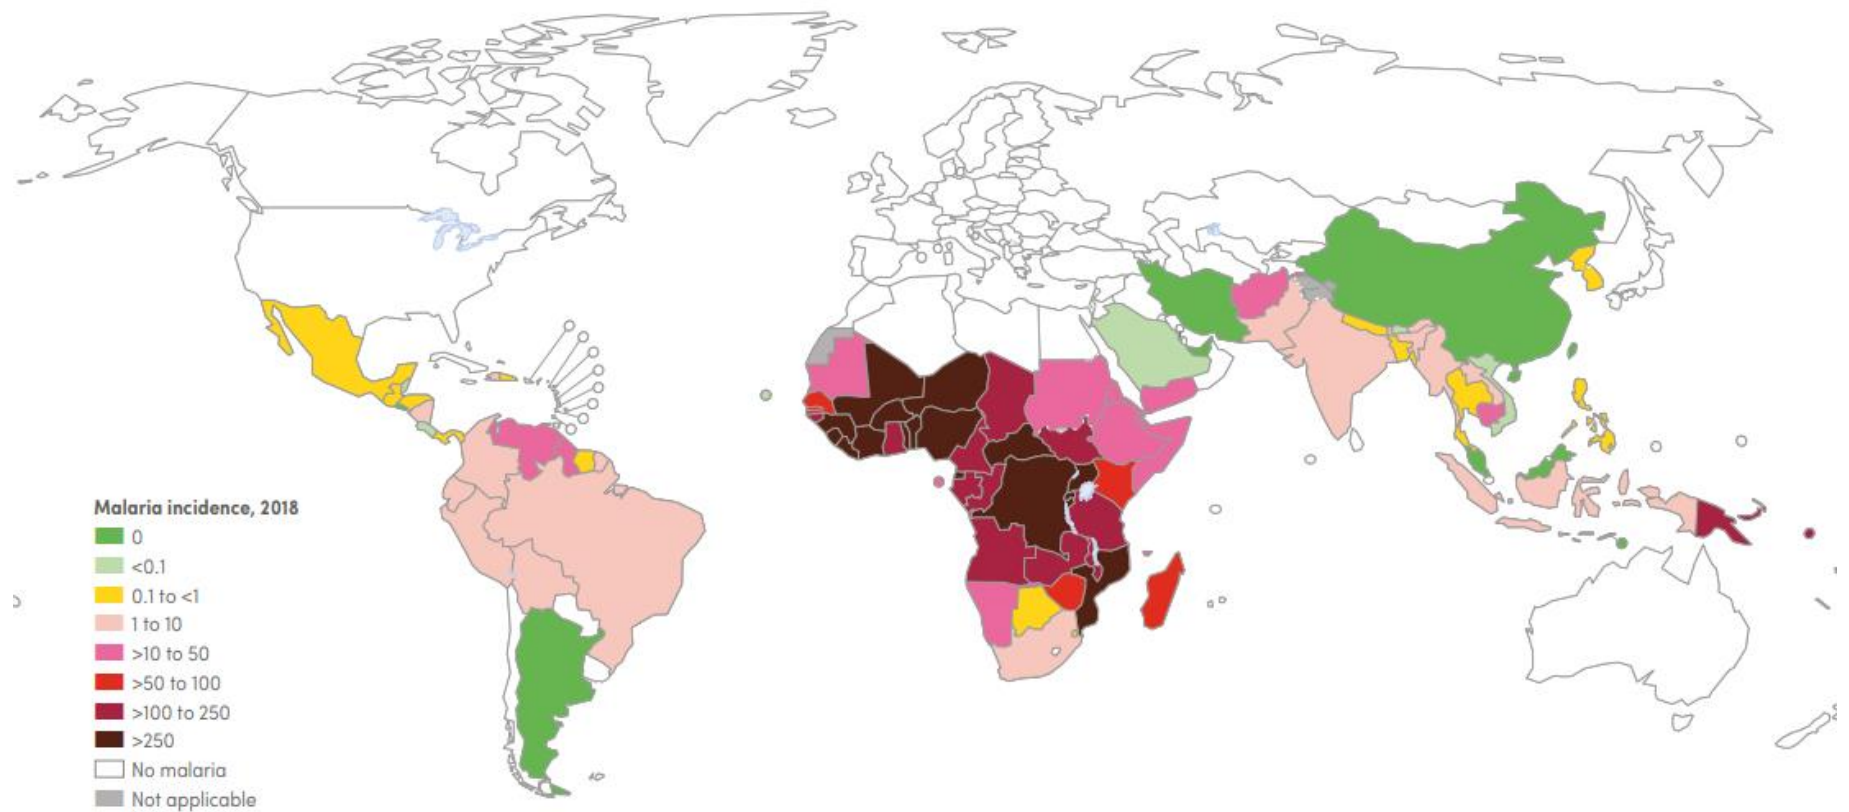 Malaria incidence, 2018
0
<0.1
0.1 to <1
1 to 10
>10 to 50
>50 to 100
>100 to 250
>250
No malaria
Not applicable